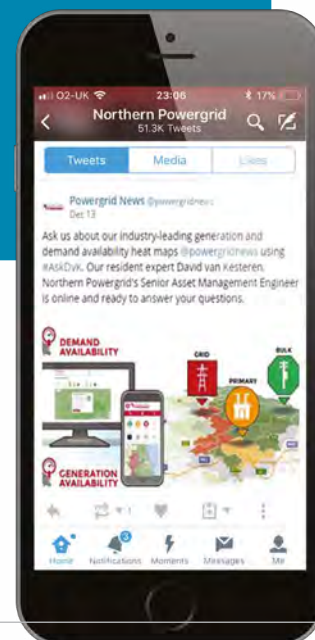 O2-UK 23:06 17%
Northern Powergrid
51.3K Tweets
Tweets Media Likes
Powergrid News @powergridnews
Dec 13
Ask us about our industry-leading generation and
demand availability heat maps @powergridnews using
#AskDvK. Our resident expert David van Kesteren,
Northern Powergrid's Senior Asset Management Engineer
is online and ready to answer your questions.
DEMAND
AVAILABILITY
GRID
BULK
PRIMARY
GENERATION
AVAILABILITY
3
Home Notifications Moments Messages Me